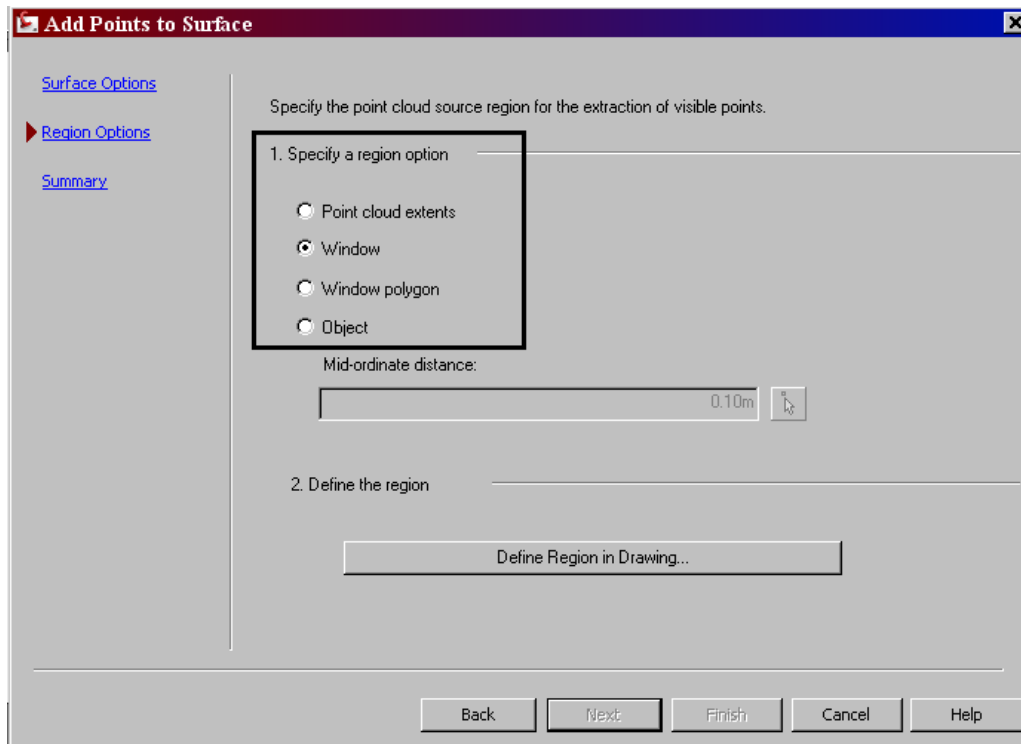 Add Points to Surface
Surface Options
Region Options
Summary
Specify the point cloud source region for the extraction of visible points.
1. Specify a region option
Point cloud extents
Window
Window polygon
Object
Mid-ordinate distance:
0.10m
2. Define the region
Define Region in Drawing...
Back Next Finish Cancel Help